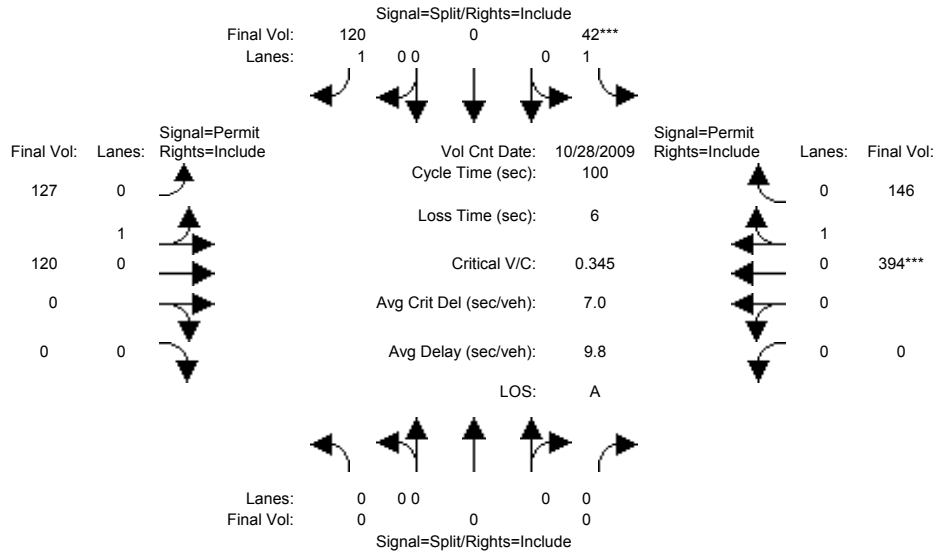 Signal=Split/Rights=Include
Final Vol: 120 0 42***
Lanes: 1 0 0 0 1
Signal=Permit Signal=Permit
Final Vol: Lanes: Rights=Include Vol Cnt Date: 10/28/2009 Rights=Include Lanes: Final Vol:
Cycle Time (sec): 100
127 0 0 146
Loss Time (sec): 6
1 1
120 0 Critical V/C: 0.345 0 394***
0 Avg Crit Del (sec/veh): 7.0 0
0 0 Avg Delay (sec/veh): 9.8 0 0
LOS: A
Lanes: 0 0 0 0 0
Final Vol: 0 0 0
Signal=Split/Rights=Include